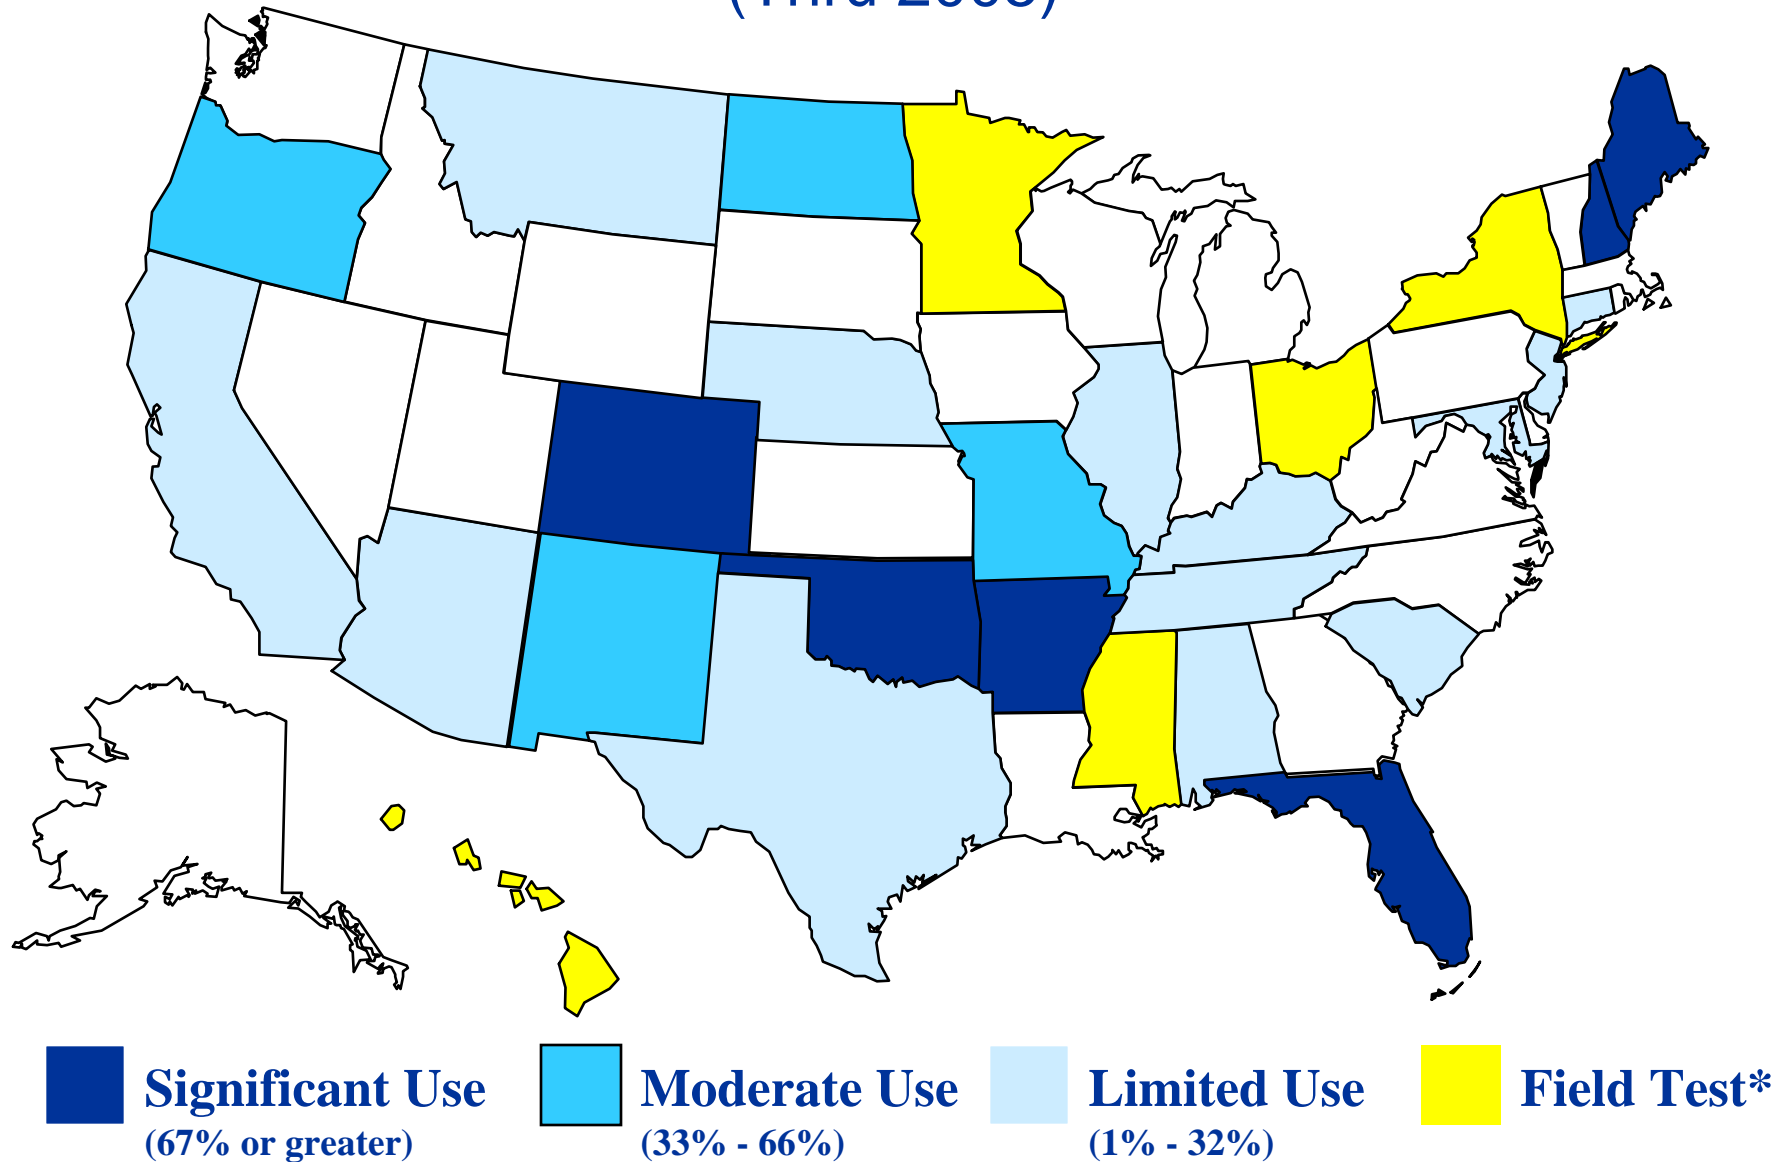 Significant Use
(67% or greater)
Moderate Use
(33% - 66%)
Limited Use
(1% - 32%)
Field Test*